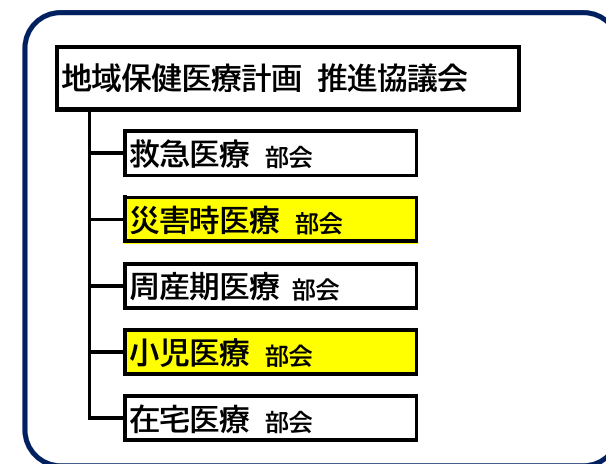 地域保健医療計画 推進協議会
救急医療 部会
災害時医療 部会
周産期医療 部会
小児医療 部会
在宅医療 部会